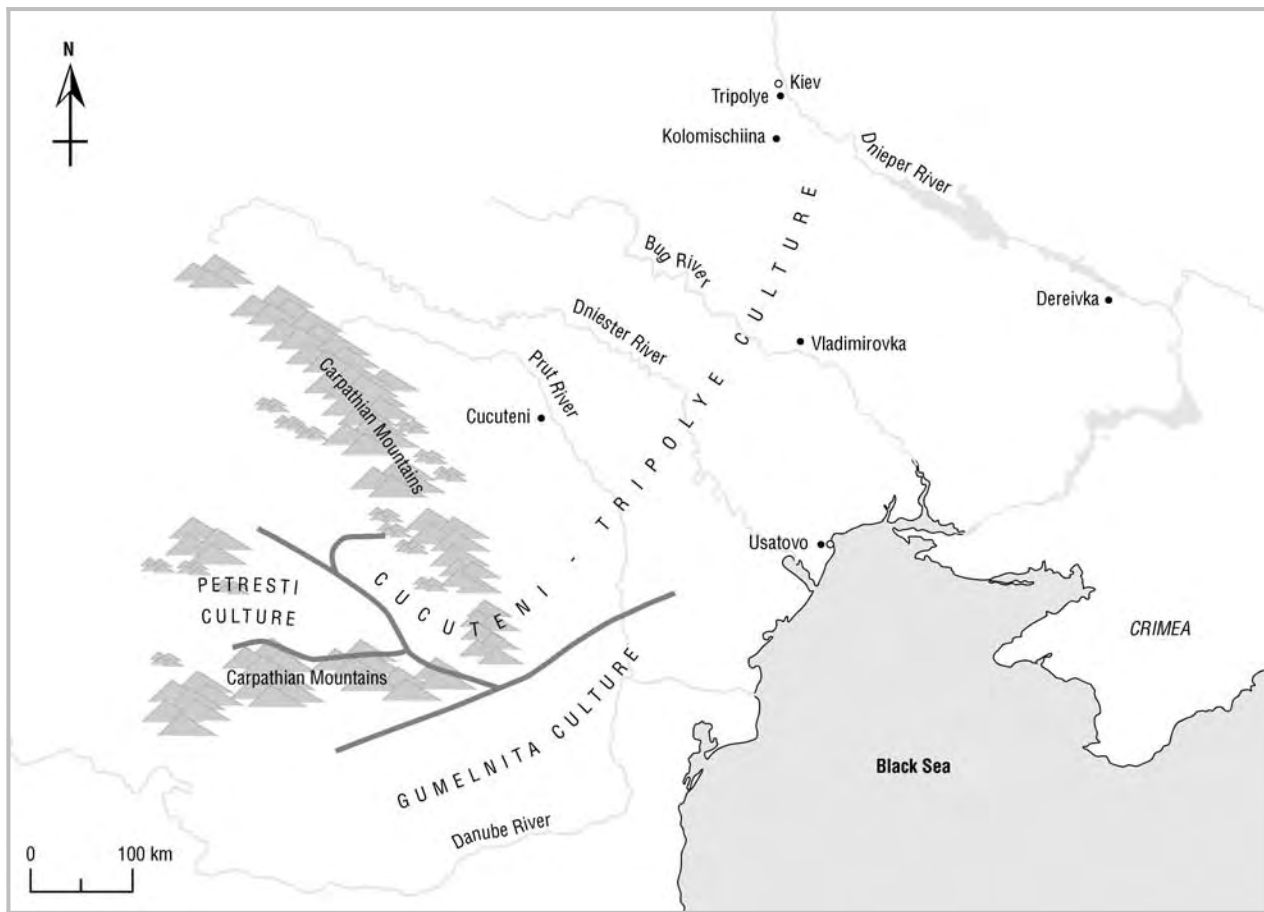 N
Kiev
Tripolye
Kolomischiina
Dnieper River
Bug River
Dniester River
Dereivka
Vladimirovka
Prut River
Cucuteni
Carpathian Mountains
CUCUTENI - TRIPOLYE CULTURE
Usatovo
PETRESTI
CULTURE
CRIMEA
Carpathian Mountains
GUMELNITA CULTURE
Black Sea
Danube River
0 100 km